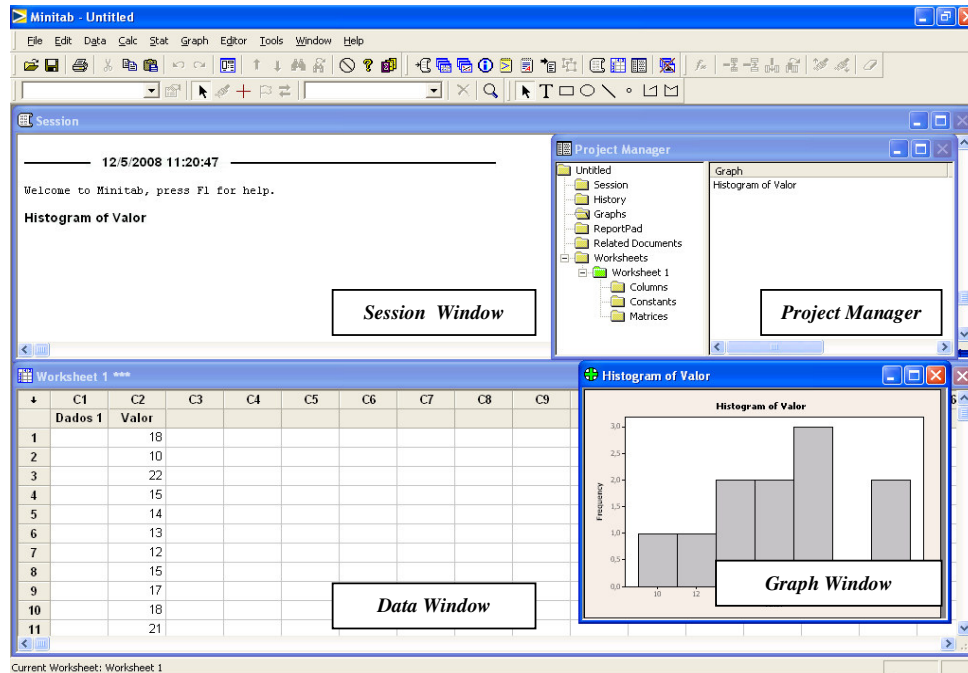 Minitab - Untitled
File Edit Data Calc Stat Graph Editor Tools Window Help
Session
12/5/2008 11:20:47
Welcome to Minitab, press F1 for help.
Histogram of Valor
Session Window
Project Manager
Untitled
Session
History
Graphs
ReportPad
Related Documents
Worksheets
Worksheet 1
Columns
Constants
Matrices
Graph
Histogram of Valor
Project Manager
Worksheet 1 ***
C1 C2 C3 C4 C5 C6 C7 C8 C9
Dados 1 Valor
1 18
2 10
3 22
4 15
5 14
6 13
7 12
8 15
9 17
10 18
11 21
Data Window
Histogram of Valor
Histogram of Valor
Frequency
3,0
2,5
2,0
1,5
1,0
0,5
0,0
10 12
Graph Window
Current Worksheet: Worksheet 1